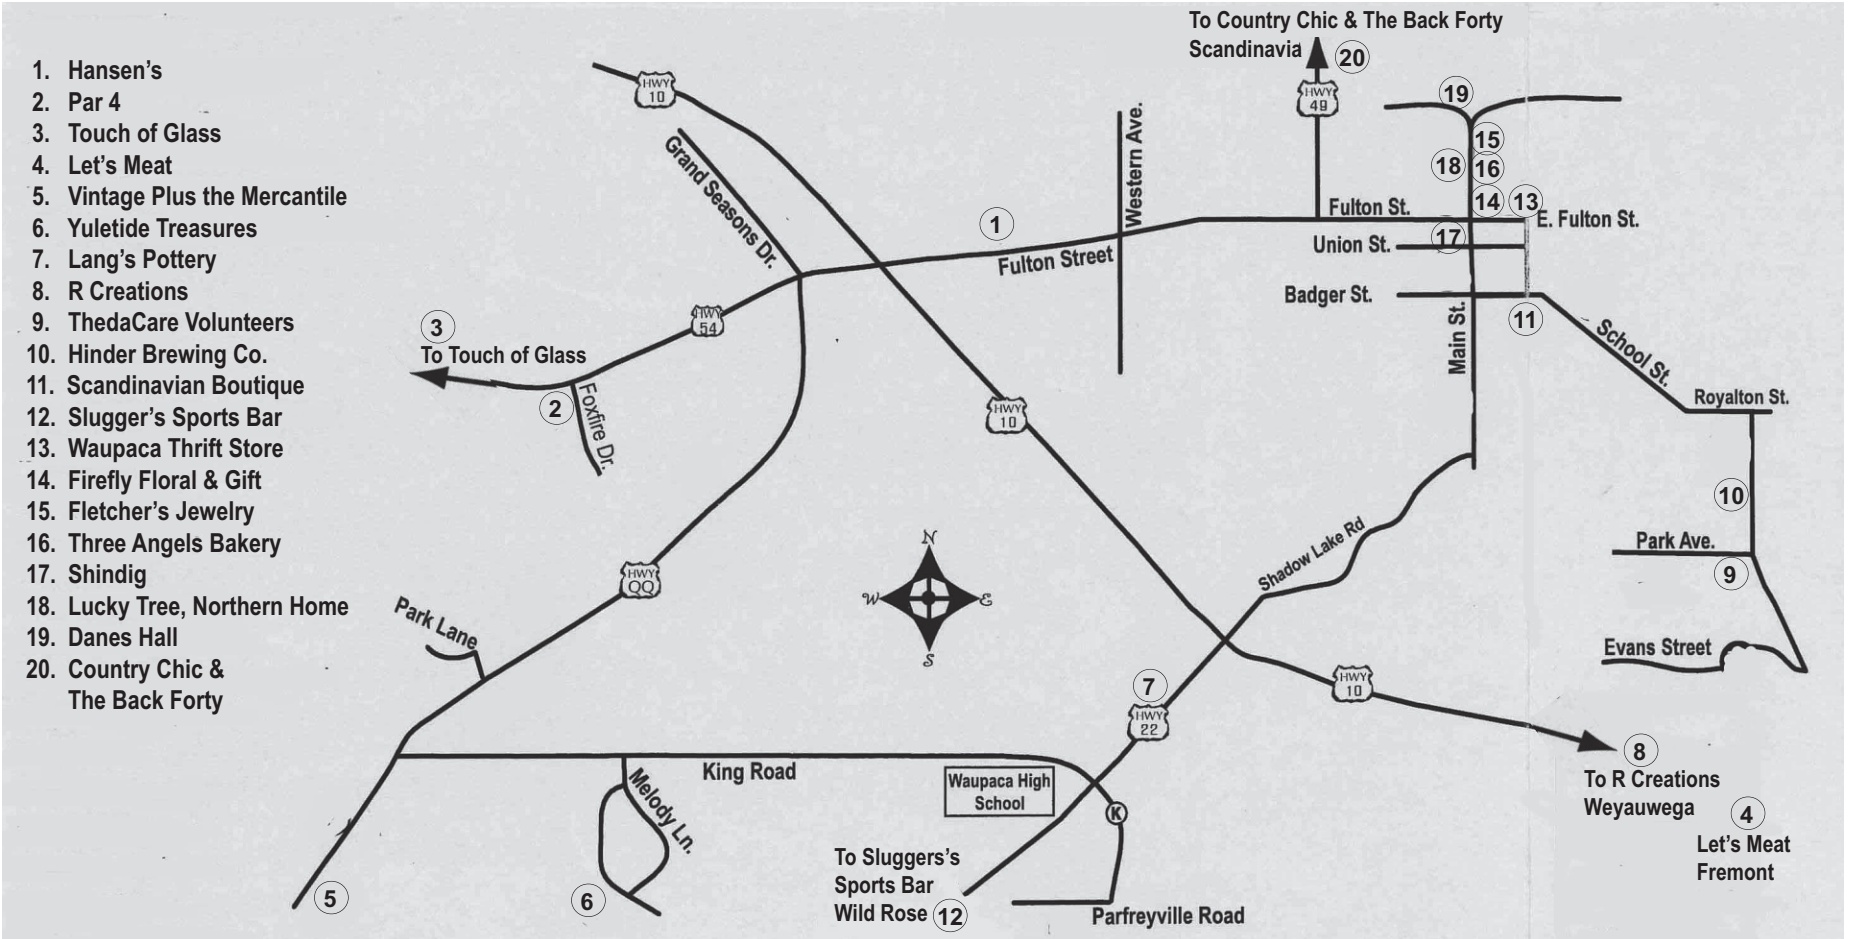 1. Hansen's
2. Par 4
3. Touch of Glass
4. Let's Meat
5. Vintage Plus the Mercantile
6. Yuletide Treasures
7. Lang's Pottery
8. R Creations
9. ThedaCare Volunteers
10. Hinder Brewing Co.
11. Scandinavian Boutique
12. Slugger's Sports Bar
13. Waupaca Thrift Store
14. Firefly Floral & Gift
15. Fletcher's Jewelry
16. Three Angels Bakery
17. Shindig
18. Lucky Tree, Northern Home
19. Danes Hall
20. Country Chic &
The Back Forty
To Country Chic & The Back Forty
Scandinavia
20
HWY
49
HWY
10
Grand Seasons Dr.
Western Ave.
19
15
18
16
14
13
Fulton St.
E. Fulton St.
1
Fulton Street
17
Union St.
Badger St.
11
Main St.
School St.
Royalton St.
HWY
54
3
To Touch of Glass
2
Foxfire Dr.
HWY
10
10
Park Ave.
9
Evans Street
Shadow Lake Rd
N
W
E
S
HWY
QQ
Park Lane
7
HWY
22
HWY
10
8
To R Creations
Weyauwega
4
Let's Meat
Fremont
King Road
Melody Ln.
Waupaca High
School
K
5
6
To Sluggers's
Sports Bar
Wild Rose
12
Parfreyville Road